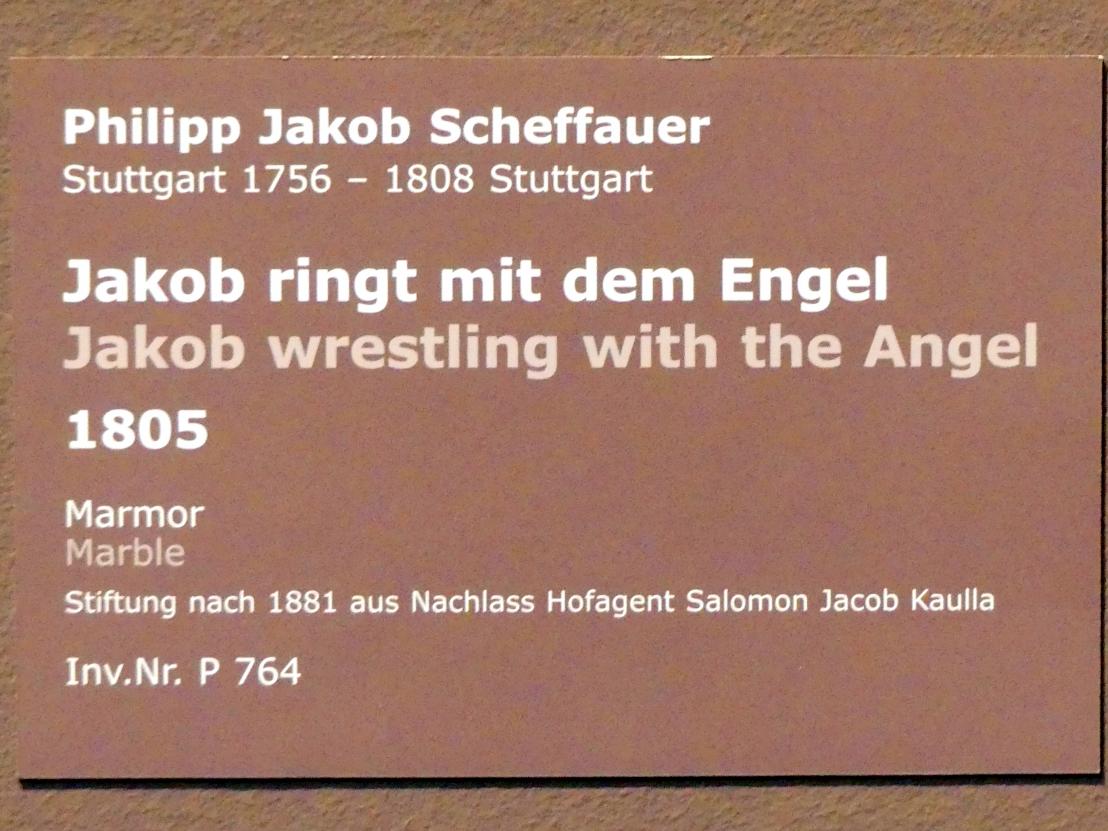 Philipp Jakob Scheffauer
Stuttgart 1756 – 1808 Stuttgart
Jakob ringt mit dem Engel
Jakob wrestling with the Angel
1805
Marmor
Marble
Stiftung nach 1881 aus Nachlass Hofagent Salomon Jacob Kaulla
Inv.Nr. P 764